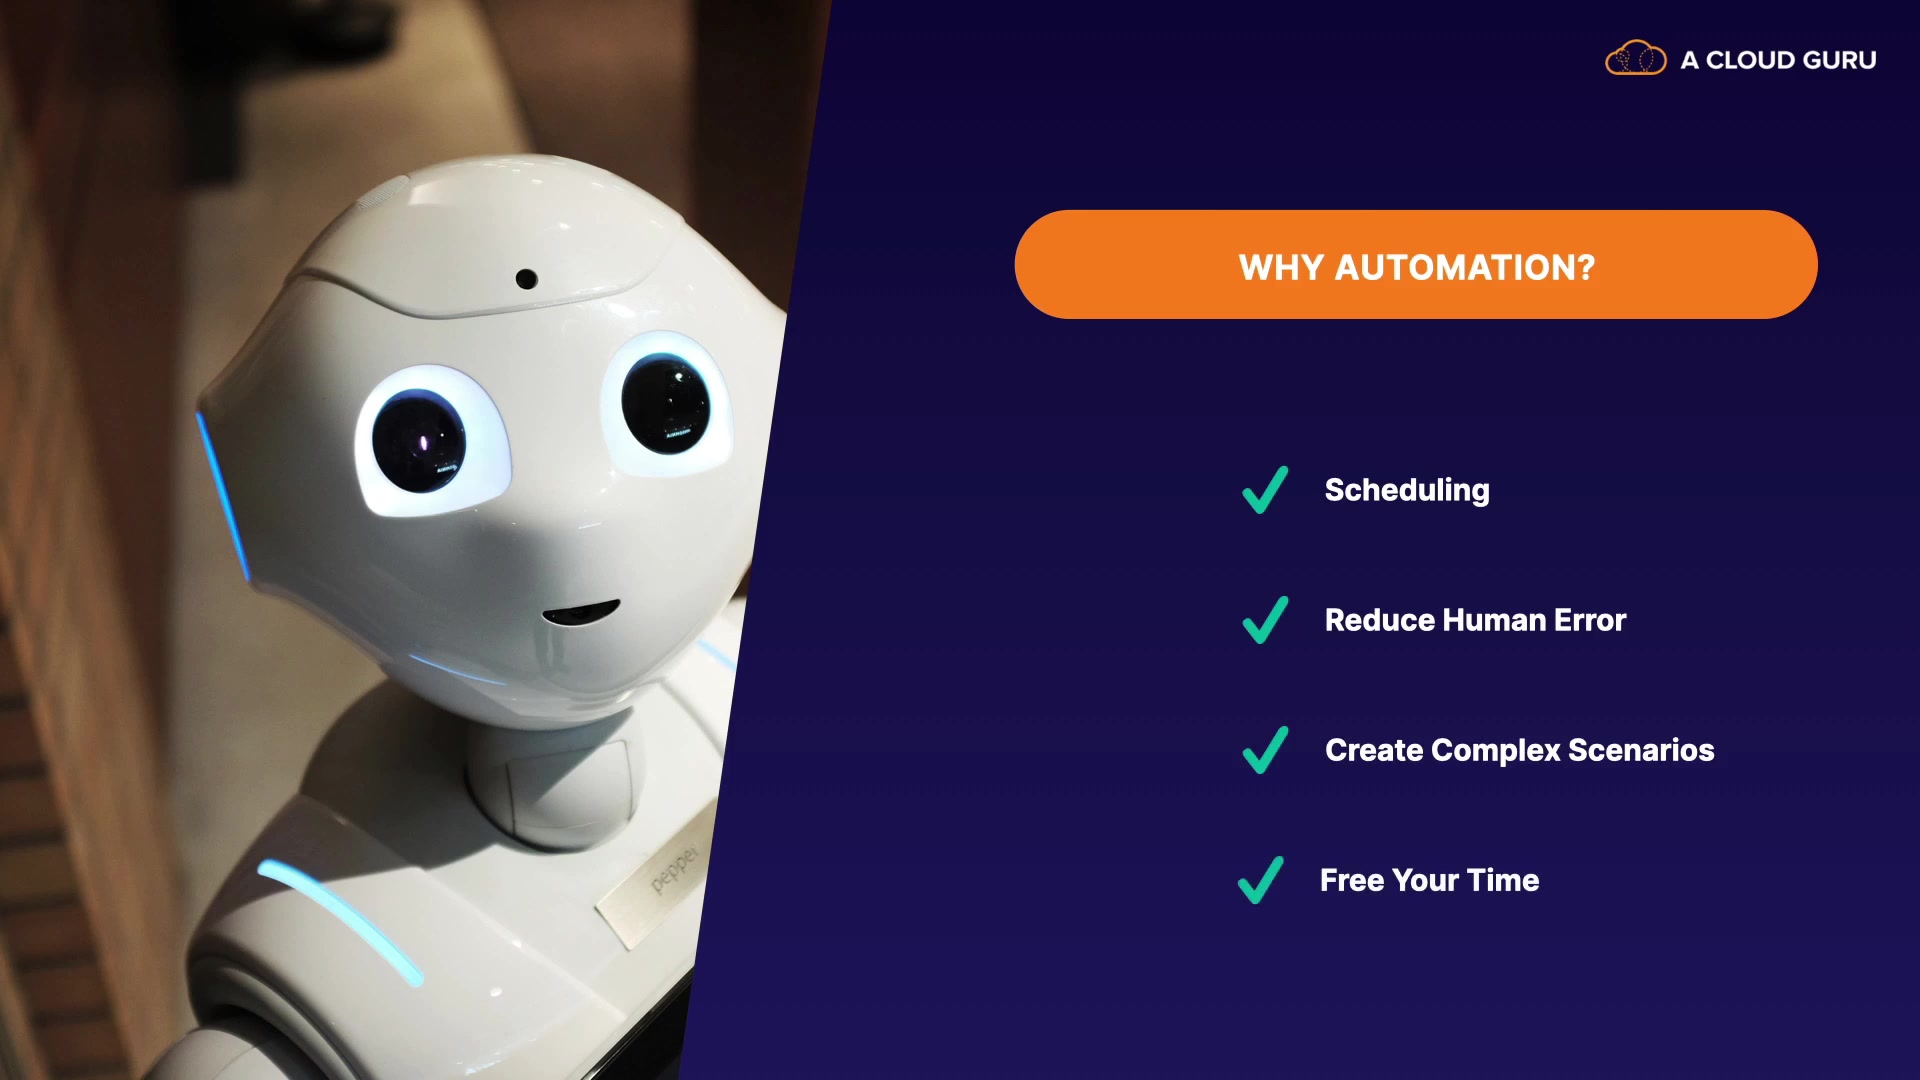 A CLOUD GURU
WHY AUTOMATION?
Scheduling
Reduce Human Error
Create Complex Scenarios
Free Your Time
pepper